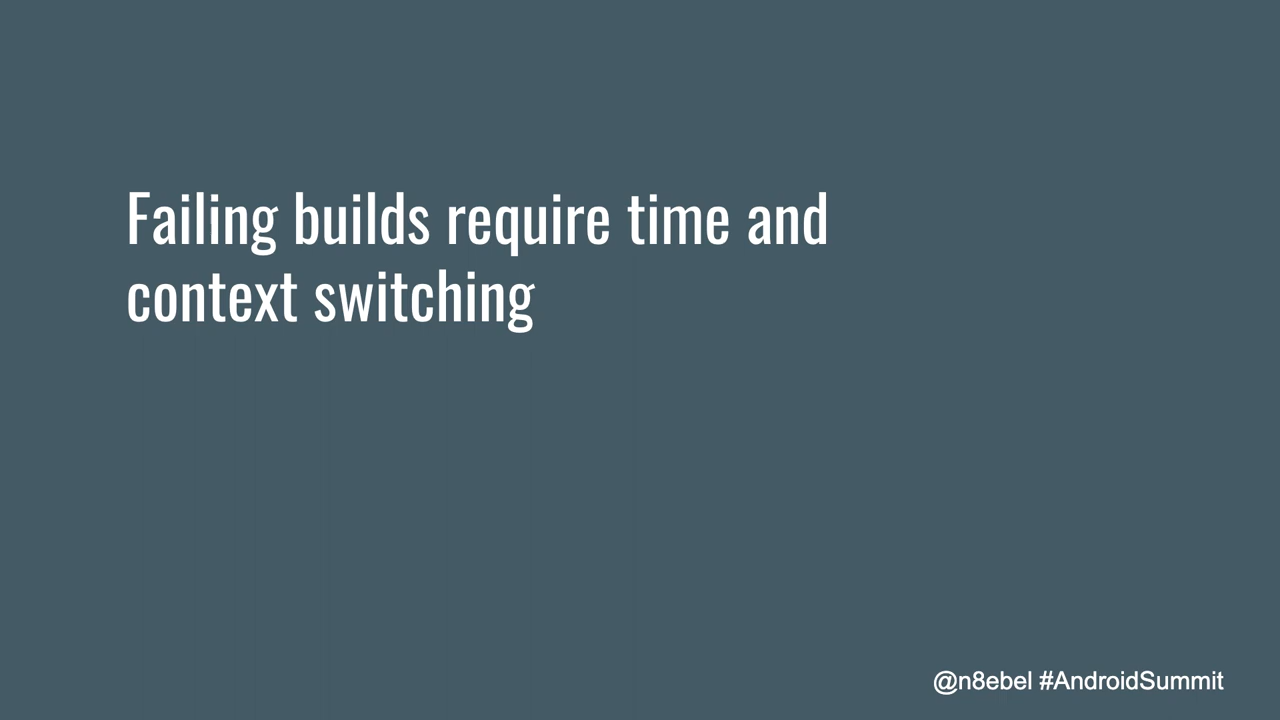 Failing builds require time and
context switching
@n8ebel #AndroidSummit